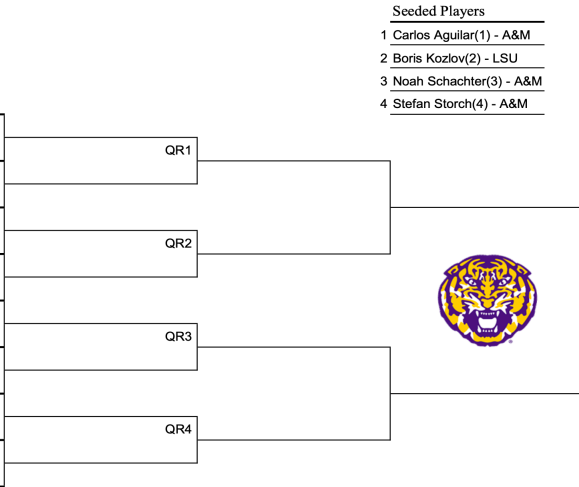 Seeded Players
1 Carlos Aguilar(1) - A&M
2 Boris Kozlov(2) - LSU
3 Noah Schachter(3) - A&M
4 Stefan Storch(4) - A&M
QR1
QR2
QR3
QR4